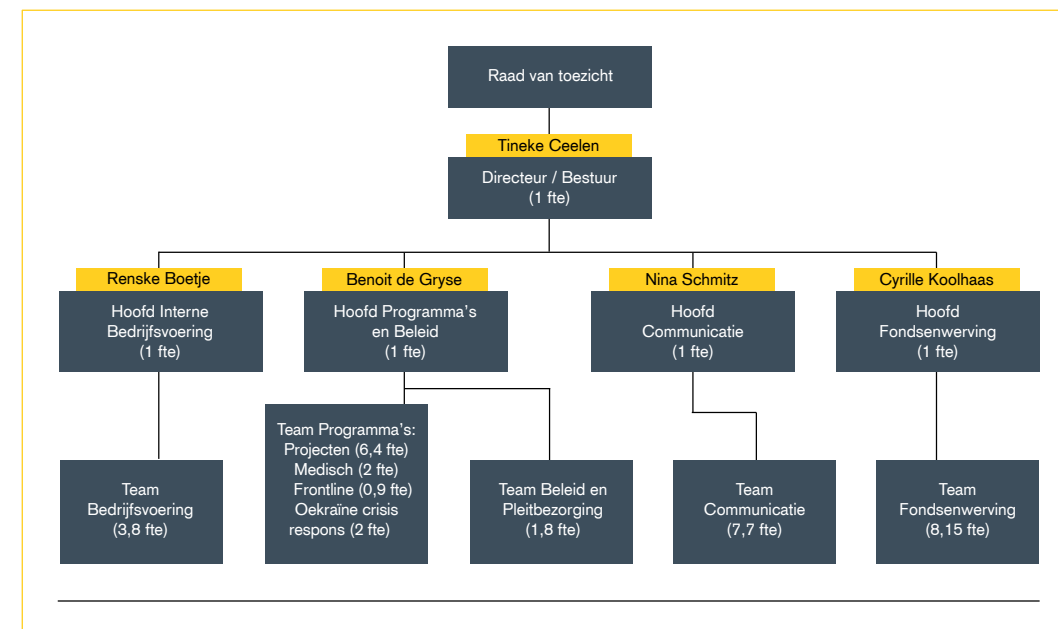 Raad van toezicht
Tineke Ceelen
Directeur / Bestuur
(1 fte)
Renske Boetje
Hoofd Interne
Bedrijfsvoering
(1 fte)
Benoit de Gryse
Hoofd Programma's
en Beleid
(1 fte)
Nina Schmitz
Hoofd
Communicatie
(1 fte)
Cyrille Koolhaas
Hoofd
Fondsenwerving
(1 fte)
Team
Bedrijfsvoering
(3,8 fte)
Team Programma's:
Projecten (6,4 fte)
Medisch (2 fte)
Frontline (0,9 fte)
Oekraïne crisis
respons (2 fte)
Team Beleid en
Pleitbezorging
(1,8 fte)
Team
Communicatie
(7,7 fte)
Team
Fondsenwerving
(8,15 fte)